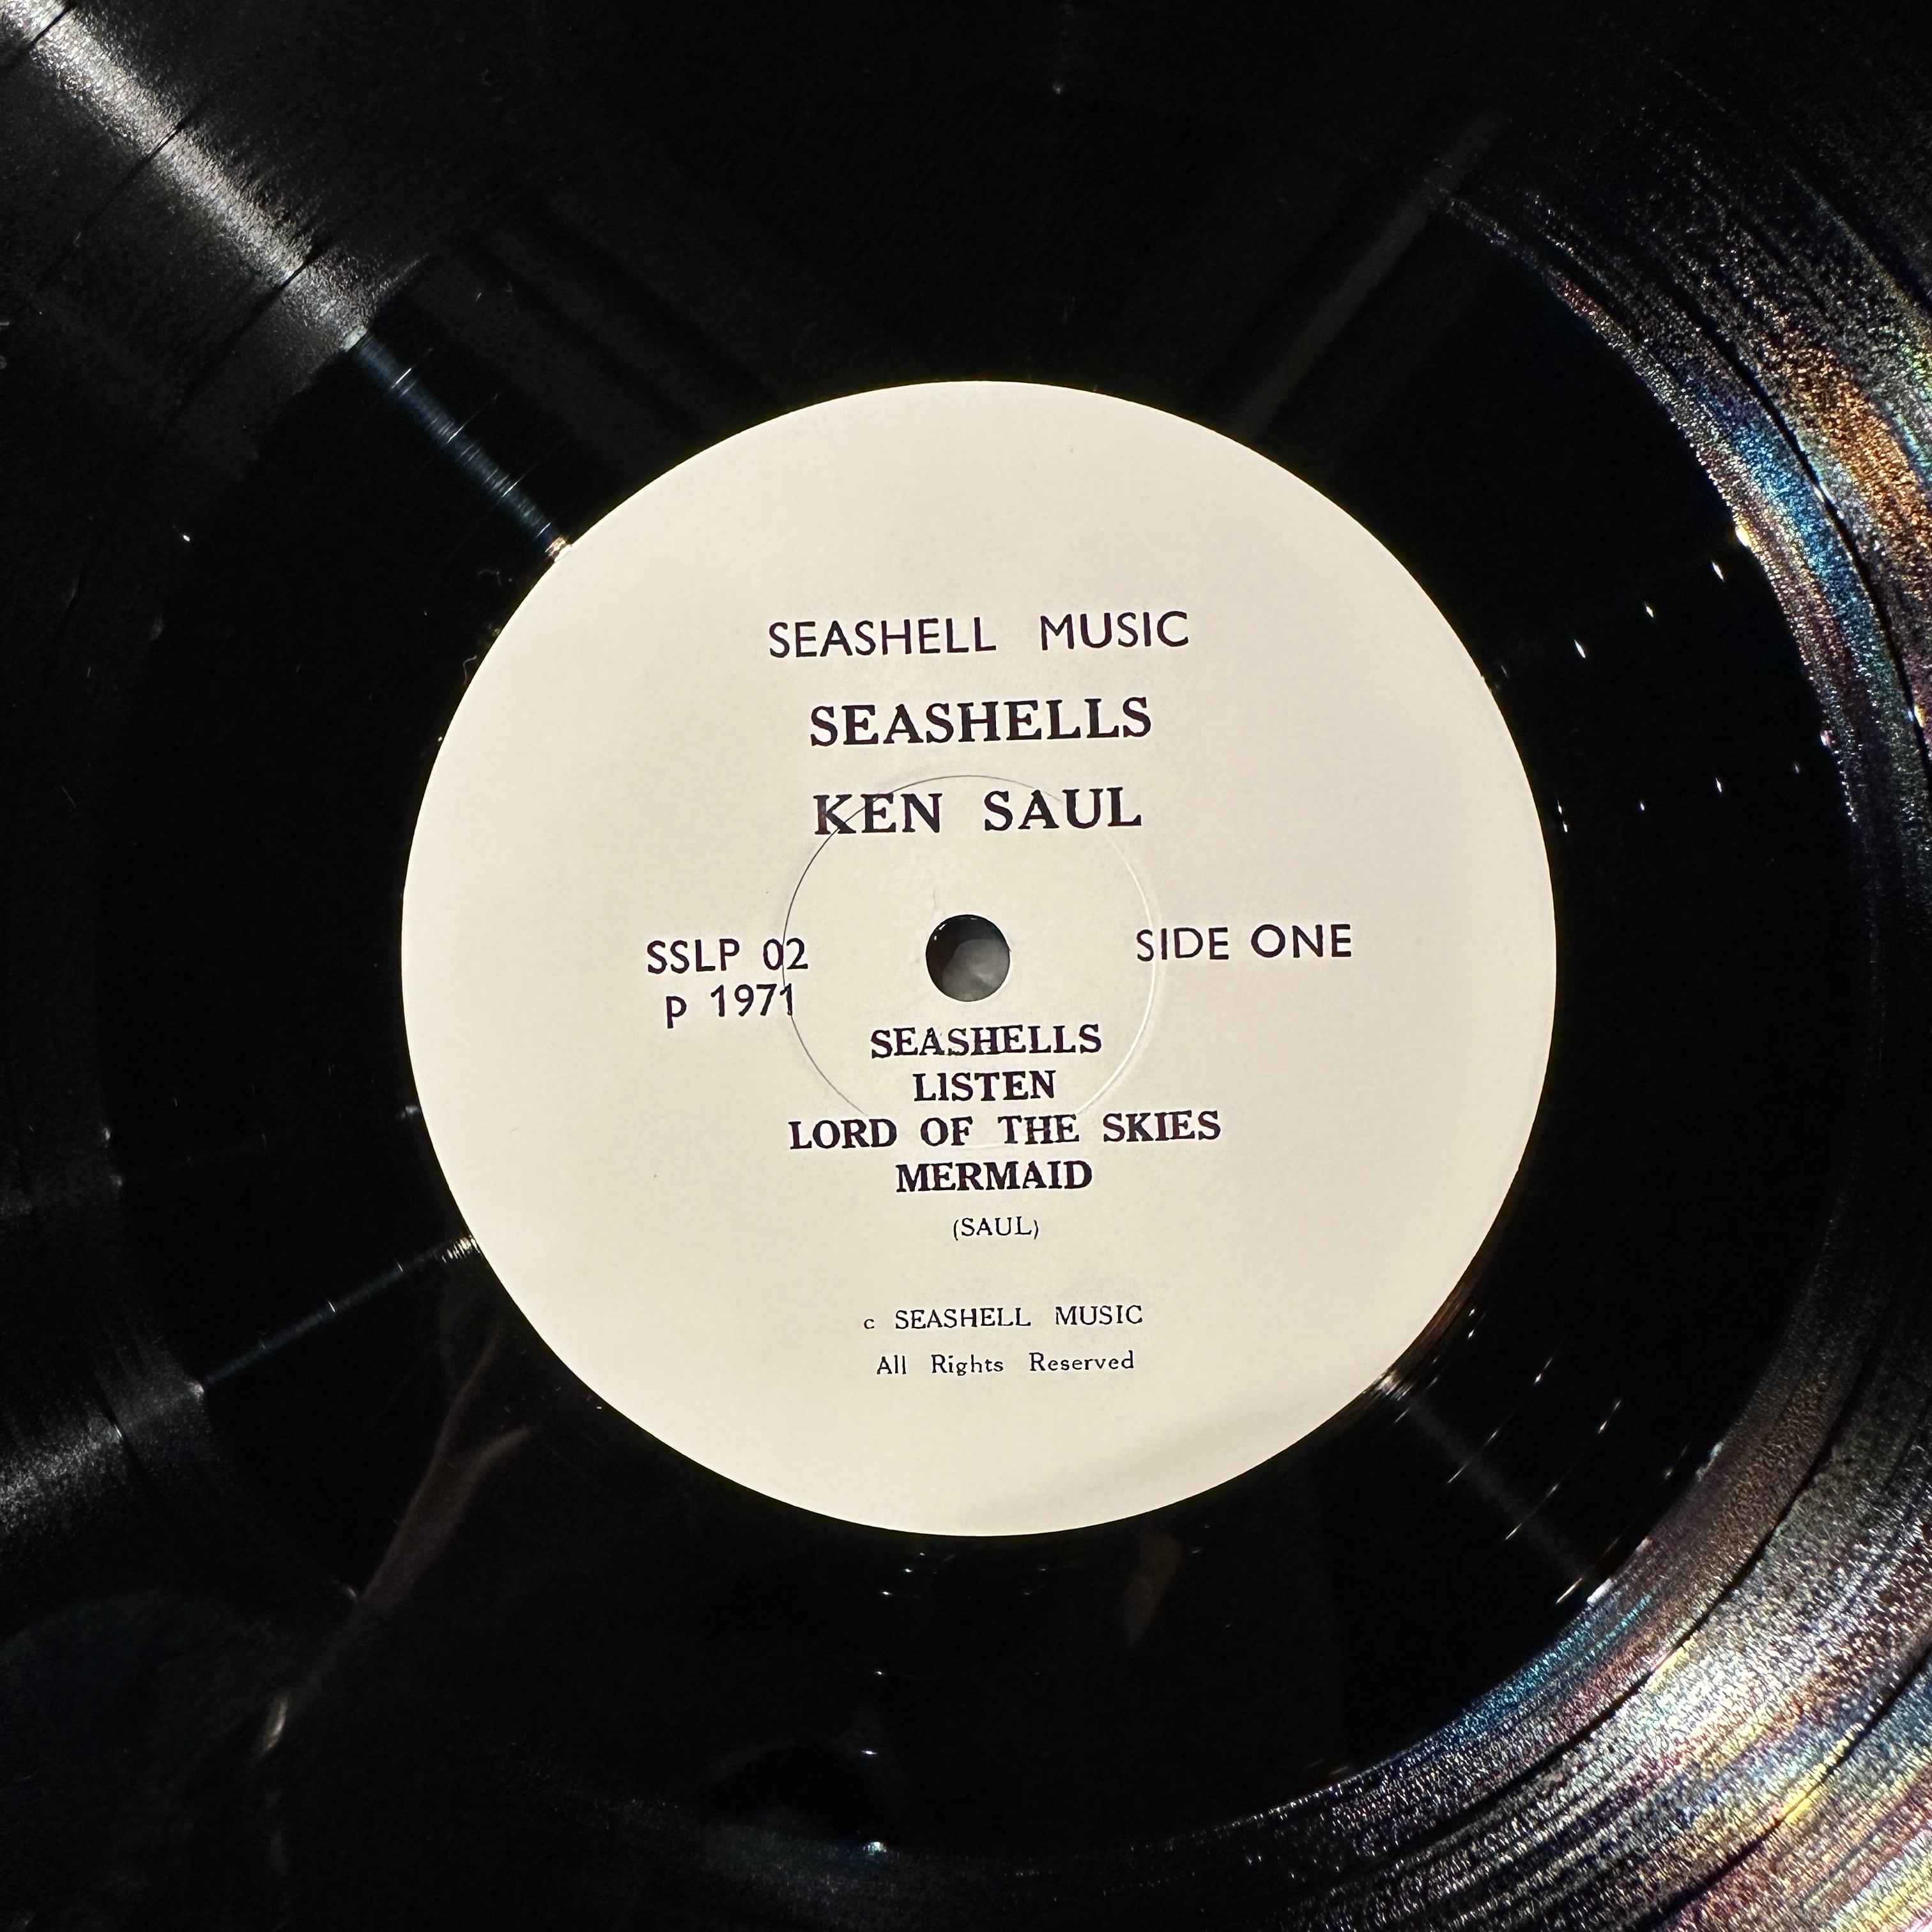 SEASHELL MUSIC
SEASHELLS
KEN SAUL
SSLP 02
p 1971
SIDE ONE
SEASHELLS
LISTEN
LORD OF THE SKIES
MERMAID
(SAUL)
c SEASHELL MUSIC
All Rights Reserved